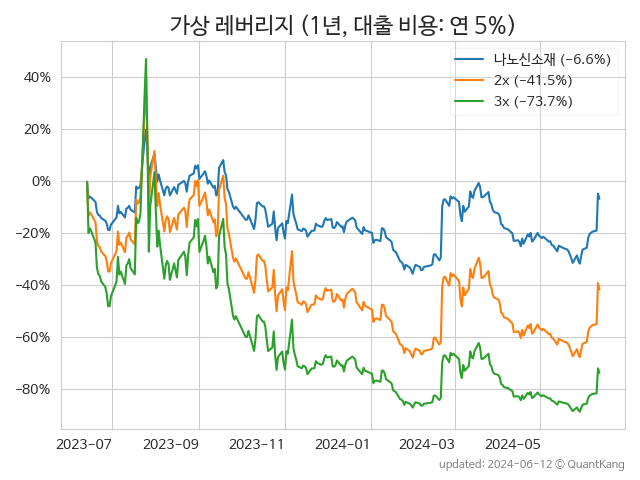 가상 레버리지 (1년, 대출 비용: 연 5%)
나노신소재 (−6.6%)
2x (−41.5%)
3x (−73.7%)
40%
20%
0%
−20%
−40%
−60%
−80%
2023-07 2023-09 2023-11 2024-01 2024-03 2024-05
updated: 2024-06-12 © QuantKang